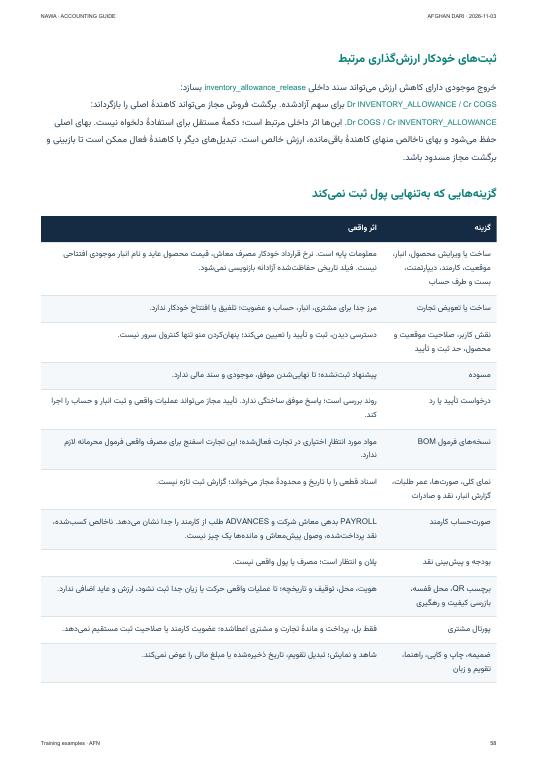 NAWA · ACCOUNTING GUIDE
AFGHAN DARI · 2026-11-03
ثبت‌های خودکار ارزش‌گذاری مرتبط
خروج موجودی دارای کاهش ارزش می‌تواند سند داخلی inventory_allowance_release بسازد:
Dr INVENTORY_ALLOWANCE / Cr COGS برای سهم آزادشده. برگشت فروش مجاز می‌تواند کاهندهٔ اصلی را بازگرداند:
Dr COGS / Cr INVENTORY_ALLOWANCE. این‌ها اثر داخلی مرتبط است؛ دکمهٔ مستقل برای استفادهٔ دلخواه نیست. بهای اصلی
حفظ می‌شود و بهای ناخالص منهای کاهندهٔ باقی‌مانده، ارزش خالص است. تبدیل‌های دیگر با کاهندهٔ فعال ممکن است تا بازبینی و
برگشت مجاز مسدود باشد.
گزینه‌هایی که به‌تنهایی پول ثبت نمی‌کند
گزینه
اثر واقعی
ساخت یا ویرایش محصول، انبار،
موقعیت، کارمند، دیپارتمنت،
بست و طرف حساب
معلومات پایه است. نرخ قرارداد خودکار مصرف معاش، قیمت محصول عاید و نام انبار موجودی افتتاحی
نیست. فیلد تاریخی حفاظت‌شده آزادانه بازنویسی نمی‌شود.
ساخت یا تعویض تجارت
مرز جدا برای مشتری، انبار، حساب و عضویت؛ تلفیق یا افتتاح خودکار ندارد.
نقش کاربر، صلاحیت موقعیت و
محصول، حد ثبت و تأیید
دسترسی دیدن، ثبت و تأیید را تعیین می‌کند؛ پنهان‌کردن منو تنها کنترول سرور نیست.
مسوده
پیشنهاد ثبت‌نشده؛ تا نهایی‌شدن موفق، موجودی و سند مالی ندارد.
درخواست تأیید یا رد
روند بررسی است؛ پاسخ موفق ساختگی ندارد. تأیید مجاز می‌تواند عملیات واقعی و ثبت انبار و حساب را اجرا
کند.
نسخه‌های فرمول BOM
مواد مورد انتظارِ اختیاری در تجارت فعال‌شده؛ این تجارت اسفنج برای مصرف واقعی فرمول محرمانه لازم
ندارد.
نمای کلی، صورت‌ها، عمر طلبات،
گزارش انبار، نقد و صادرات
اسناد قطعی را با تاریخ و محدودهٔ مجاز می‌خواند؛ گزارش ثبت تازه نیست.
صورت‌حساب کارمند
PAYROLL بدهی معاش شرکت و ADVANCES طلب از کارمند را جدا نشان می‌دهد. ناخالص کسب‌شده،
نقد پرداخت‌شده، وصول پیش‌معاش و مانده‌ها یک چیز نیست.
بودجه و پیش‌بینی نقد
پلان و انتظار است؛ مصرف یا پول واقعی نیست.
برچسب QR، محل قفسه،
بازرسی کیفیت و رهگیری
هویت، محل، توقیف و تاریخچه؛ تا عملیات واقعی حرکت یا زیان جدا ثبت نشود، ارزش و عاید اضافی ندارد.
پورتال مشتری
فقط بل، پرداخت و ماندهٔ تجارت و مشتری اعطاشده؛ عضویت کارمند یا صلاحیت ثبت مستقیم نمی‌دهد.
ضمیمه، چاپ و کاپی، راهنما،
تقویم و زبان
شاهد و نمایش؛ تبدیل تقویم، تاریخ ذخیره‌شده یا مبلغ مالی را عوض نمی‌کند.
Training examples · AFN
58